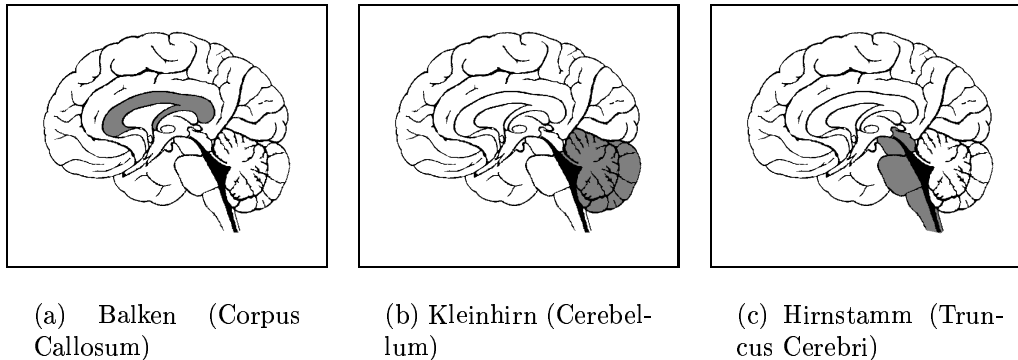 (a) Balken (Corpus
Callosum)
(b) Kleinhirn (Cerebel-
lum)
(c) Hirnstamm (Trun-
cus Cerebri)